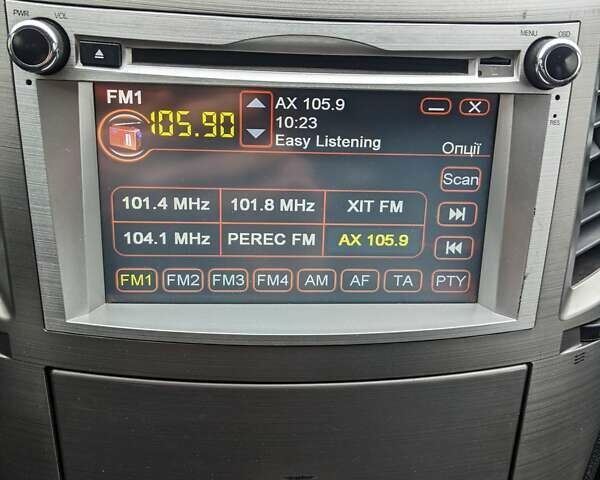 PWR
VOL
MENU
OBD
FM1
105.90
AX 105.9
10:23
Easy Listening
Опції
Scan
RES
101.4 MHz
101.8 MHz
ХІТ FM
104.1 MHz
PEREC FM
AX 105.9
FM1
FM2
FM3
FM4
AM
AF
TA
PTY